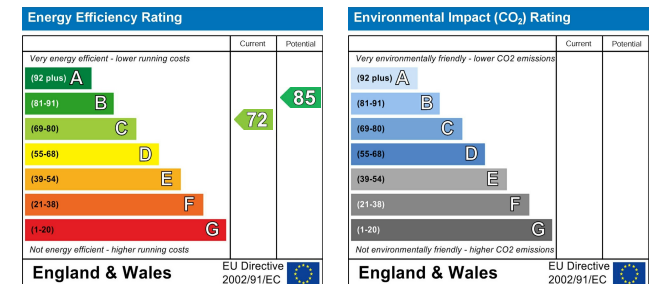 Energy Efficiency Rating
Current Potential
Very energy efficient - lower running costs
(92 plus) A
(81-91) B
(69-80) C
(55-68) D
(39-54) E
(21-38) F
(1-20) G
72
85
Not energy efficient - higher running costs
England & Wales
EU Directive
2002/91/EC
Environmental Impact (CO₂) Rating
Current Potential
Very environmentally friendly - lower CO2 emissions
(92 plus) A
(81-91) B
(69-80) C
(55-68) D
(39-54) E
(21-38) F
(1-20) G
Not environmentally friendly - higher CO2 emissions
England & Wales
EU Directive
2002/91/EC